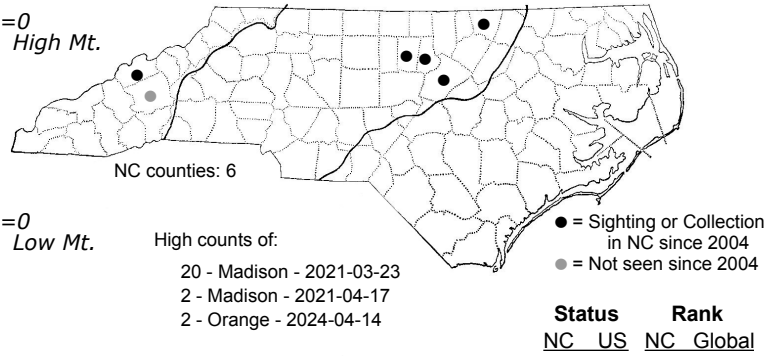 =0
High Mt.
NC counties: 6
=0
Low Mt.
High counts of:
20 - Madison - 2021-03-23
2 - Madison - 2021-04-17
2 - Orange - 2024-04-14
● = Sighting or Collection
in NC since 2004
● = Not seen since 2004
Status Rank
NC US NC Global